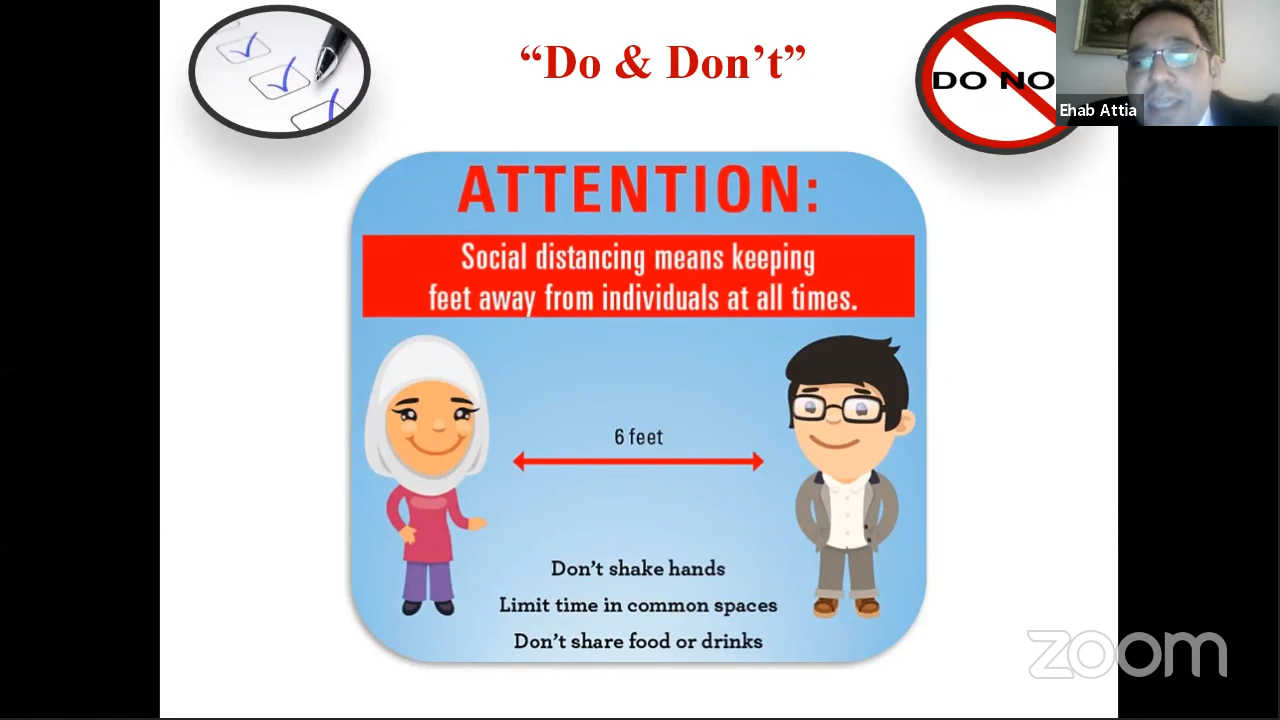 “Do & Don’t”
DO NO
Ehab Attia
ATTENTION:
Social distancing means keeping
feet away from individuals at all times.
6 feet
Don’t shake hands
Limit time in common spaces
Don’t share food or drinks
zoom